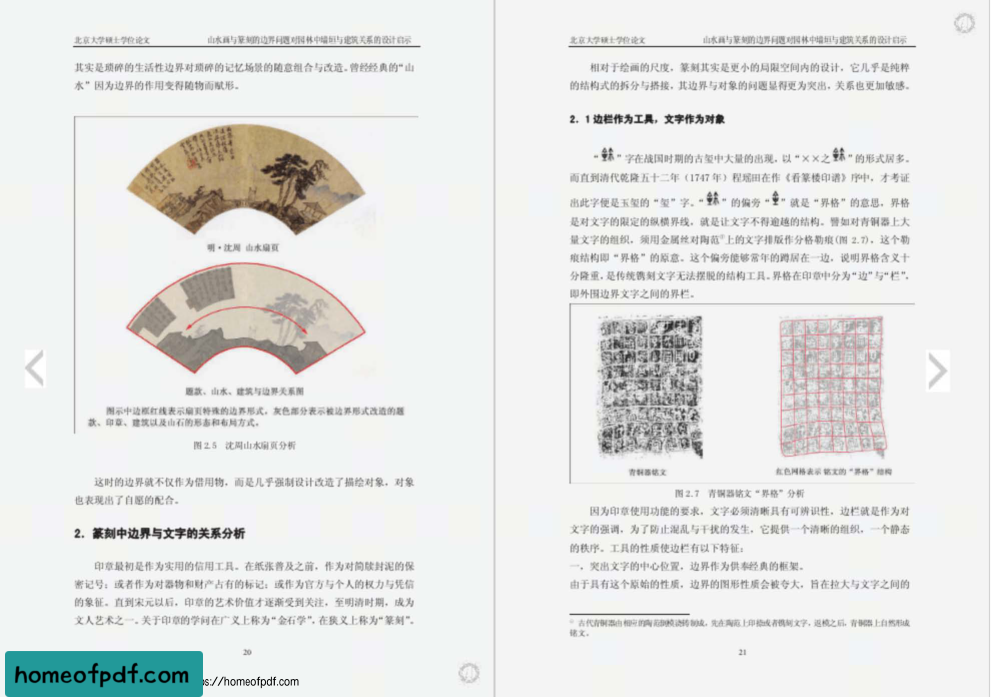 北京大学硕士学位论文
山水画与篆刻的边界问题对园林中墙垣与建筑关系的设计启示
其实是琐碎的生活性边界对琐碎的记忆场景的随意组合与改造。曾经经典的“山
水”因为边界的作用变得随物而赋形。
明·沈周 山水扇页
题款、山水、建筑与边界关系图
图示中边框红线表示扇页特殊的边界形式。灰色部分表示被边界形式改造的题
款、印章、建筑以及山石的形态和布局方式。
图 2.5 沈周山水扇页分析
这时的边界就不仅作为借用物，而是几乎强制设计改造了描绘对象，对象
也表现出了自愿的配合。
2．篆刻中边界与文字的关系分析
印章最初是作为实用的信用工具。在纸张普及之前，作为对简牍封泥的保
密记号；或者作为对器物和财产占有的标记；或作为官方与个人的权力与凭信
的象征。直到宋元以后，印章的艺术价值才逐渐受到关注，至明清时期，成为
文人艺术之一。关于印章的学问在广义上称为“金石学”，在狭义上称为“篆刻”。
20
homeofpdf.com
ps://homeofpdf.com
北京大学硕士学位论文
山水画与篆刻的边界问题对园林中墙垣与建筑关系的设计启示
相对于绘画的尺度，篆刻其实是更小的局限空间内的设计，它几乎是纯粹
的结构式的拆分与搭接，其边界与对象的问题显得更为突出，关系也更加敏感。
2．1 边栏作为工具，文字作为对象
“ ”字在战国时期的古玺中大量的出现，以“××之 ”的形式居多。
而直到清代乾隆五十二年（1747 年）程瑶田在作《看篆楼印谱》序中，才考证
出此字便是玉玺的“玺”字。“ ”的偏旁“ ”就是“界格”的意思，界格
是对文字的限定的纵横界线，就是让文字不得逾越的结构。譬如对青铜器上大
量文字的组织，须用金属丝对陶范①上的文字排版作分格勒痕(图 2.7)，这个勒
痕结构即“界格”的原意。这个偏旁能够常年的蹲居在一边，说明界格含义十
分隆重，是传统镌刻文字无法摆脱的结构工具。界格在印章中分为“边”与“栏”，
即外围边界文字之间的界栏。
青铜器铭文
红色网格表示 铭文的“界格”结构
图 2.7 青铜器铭文“界格”分析
因为印章使用功能的要求，文字必须清晰具有可辨识性，边栏就是作为对
文字的强调，为了防止混乱与干扰的发生，它提供一个清晰的组织，一个静态
的秩序。工具的性质使边栏有以下特征：
一，突出文字的中心位置，边界作为供奉经典的框架。
由于具有这个原始的性质，边界的图形性质会被夸大，旨在拉大与文字之间的
① 古代青铜器由相应的陶范倒模浇铸制成，先在陶范上印德或者镌刻文字，返模之后，青铜器上自然形成
铭文。
21